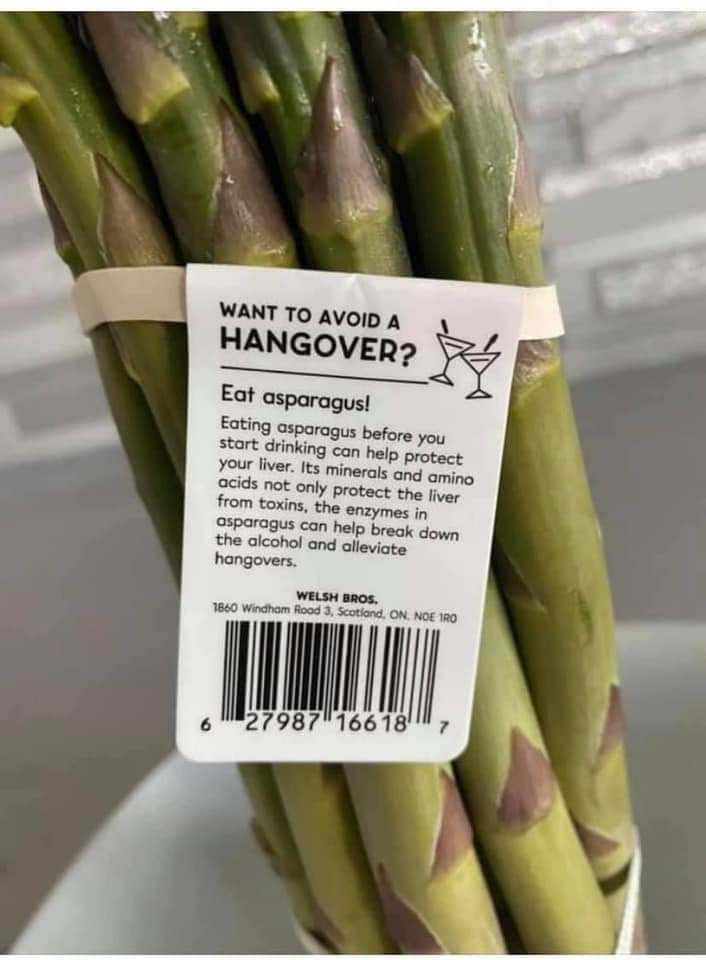 WANT TO AVOID A
HANGOVER?
Eat asparagus!
Eating asparagus before you
start drinking can help protect
your liver. Its minerals and amino
acids not only protect the liver
from toxins, the enzymes in
asparagus can help break down
the alcohol and alleviate
hangovers.
WELSH BROS.
1860 Windham Road 3, Scotland, ON. N0E 1R0
6 27987 16618 7